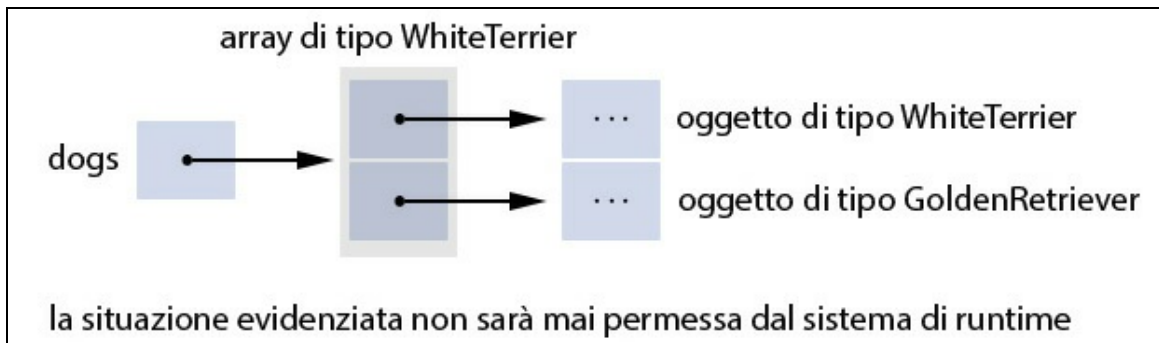 array di tipo WhiteTerrier
dogs
... oggetto di tipo WhiteTerrier
... oggetto di tipo GoldenRetriever
la situazione evidenziata non sarà mai permessa dal sistema di runtime